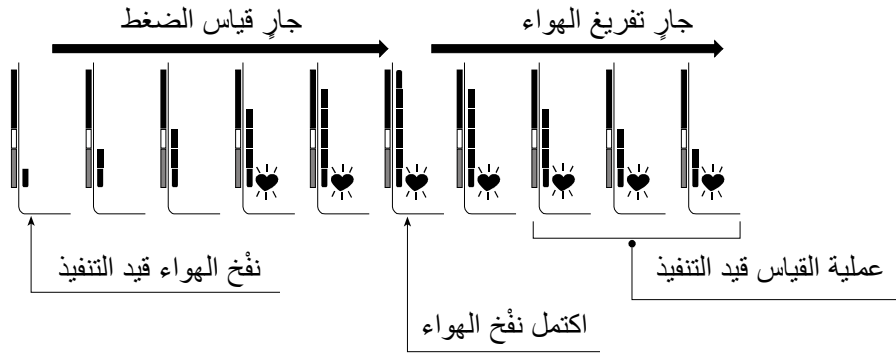 جارٍ قياس الضغط
جارٍ تفريغ الهواء
نفْخ الهواء قيد التنفيذ
عملية القياس قيد التنفيذ
اكتمل نفْخ الهواء